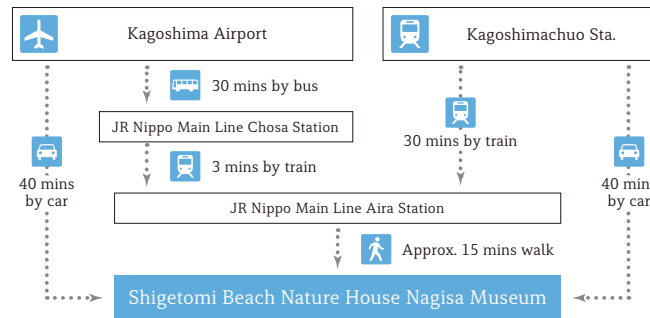 Kagoshima Airport
Kagoshimachuo Sta.
30 mins by bus
JR Nippo Main Line Chosa Station
30 mins by train
3 mins by train
40 mins
by car
40 mins
by car
JR Nippo Main Line Aira Station
Approx. 15 mins walk
Shigetomi Beach Nature House Nagisa Museum